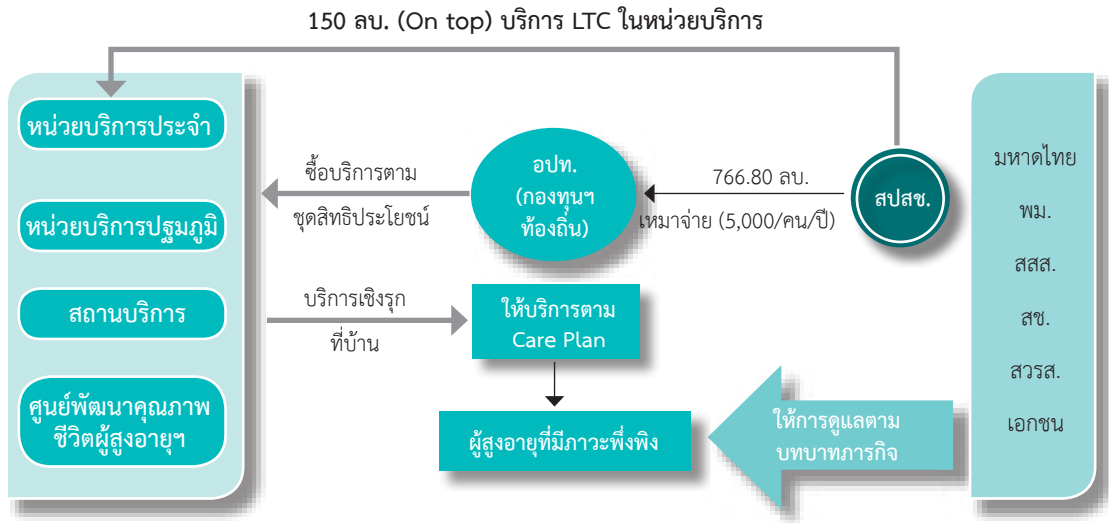 150 ลบ. (On top) บริการ LTC ในหน่วยบริการ
หน่วยบริการประจำ
หน่วยบริการปฐมภูมิ
สถานบริการ
ศูนย์พัฒนาคุณภาพ
ชีวิตผู้สูงอายุฯ
ซื้อบริการตาม
ชุดสิทธิประโยชน์
บริการเชิงรุก
ที่บ้าน
อปท.
(กองทุนฯ
ท้องถิ่น)
766.80 ลบ.
เหมาจ่าย (5,000/คน/ปี)
สปสช.
ให้บริการตาม
Care Plan
ผู้สูงอายุที่มีภาวะพึ่งพิง
ให้การดูแลตาม
บทบาทภารกิจ
มหาดไทย
พม.
สสส.
สช.
สวรส.
เอกชน